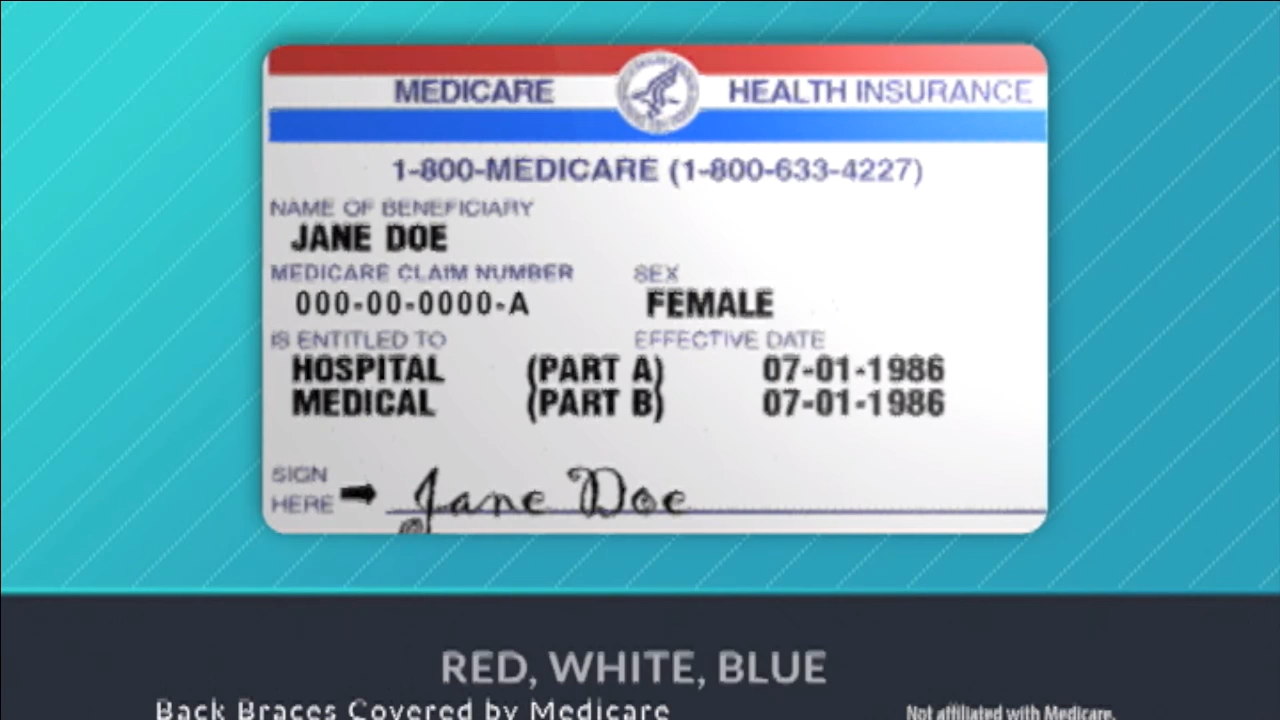 MEDICARE HEALTH INSURANCE
1-800-MEDICARE (1-800-633-4227)
NAME OF BENEFICIARY
JANE DOE
MEDICARE CLAIM NUMBER SEX
000-00-0000-A FEMALE
IS ENTITLED TO EFFECTIVE DATE
HOSPITAL (PART A) 07-01-1986
MEDICAL (PART B) 07-01-1986
SIGN
HERE Jane Doe
RED, WHITE, BLUE
Back Braces Covered by Medicare Not affiliated with Medicare.